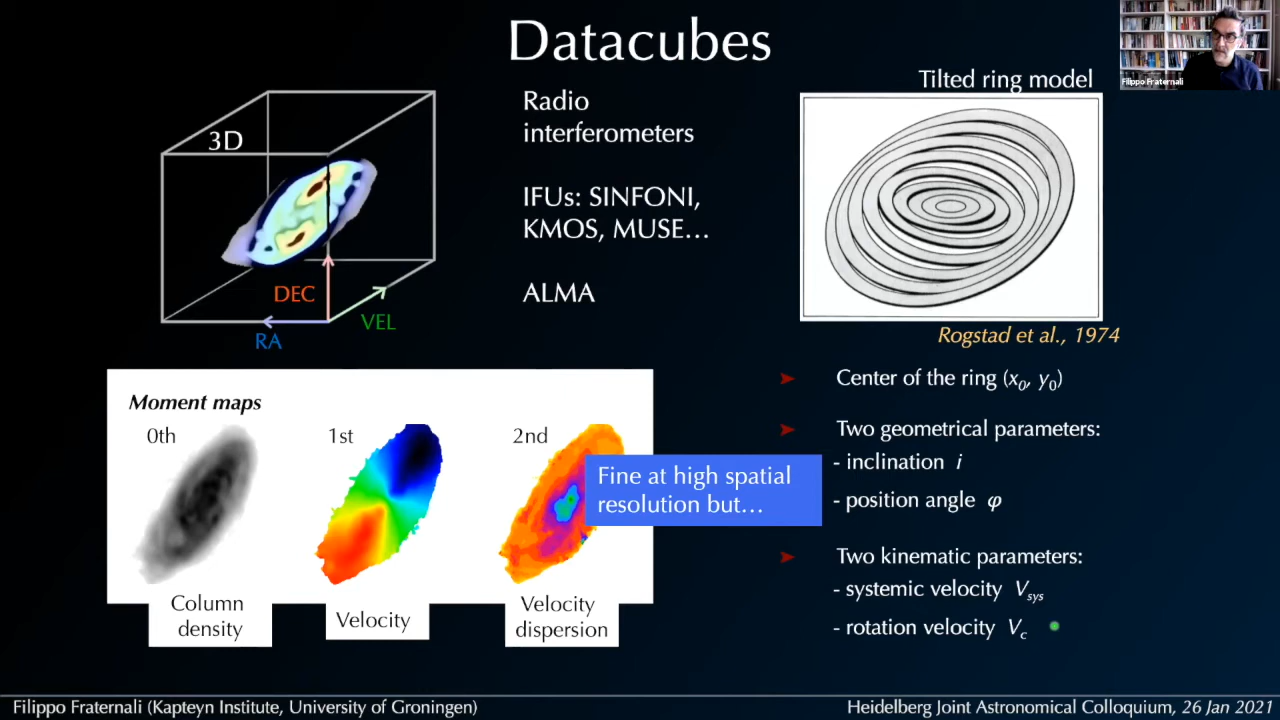 Datacubes
Filippo Fraternali
3D
DEC
VEL
RA
Radio
interferometers
IFUs: SINFONI,
KMOS, MUSE...
ALMA
Tilted ring model
Rogstad et al., 1974
Moment maps
0th
1st
2nd
Column
density
Velocity
Velocity
dispersion
Fine at high spatial
resolution but...
➤ Center of the ring (x₀, y₀)
➤ Two geometrical parameters:
- inclination i
- position angle φ
➤ Two kinematic parameters:
- systemic velocity Vsys
- rotation velocity Vc
Filippo Fraternali (Kapteyn Institute, University of Groningen)
Heidelberg Joint Astronomical Colloquium, 26 Jan 2021